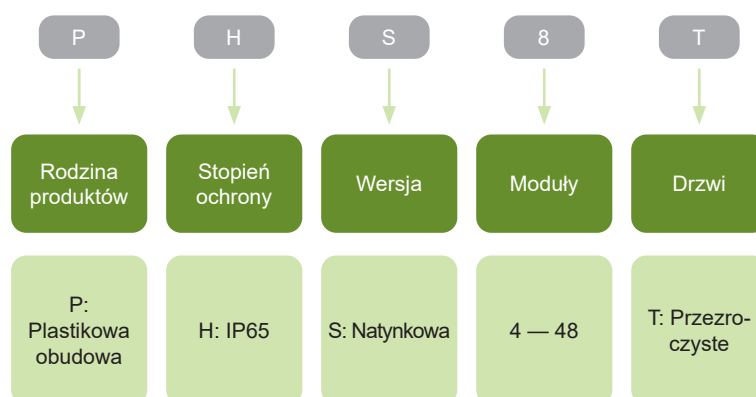 P H S 8 T
Rodzina
produktów
Stopień
ochrony
Wersja
Moduły
Drzwi
P:
Plastikowa
obudowa
H: IP65
S: Natynkowa
4 — 48
T: Przezro-
czyste